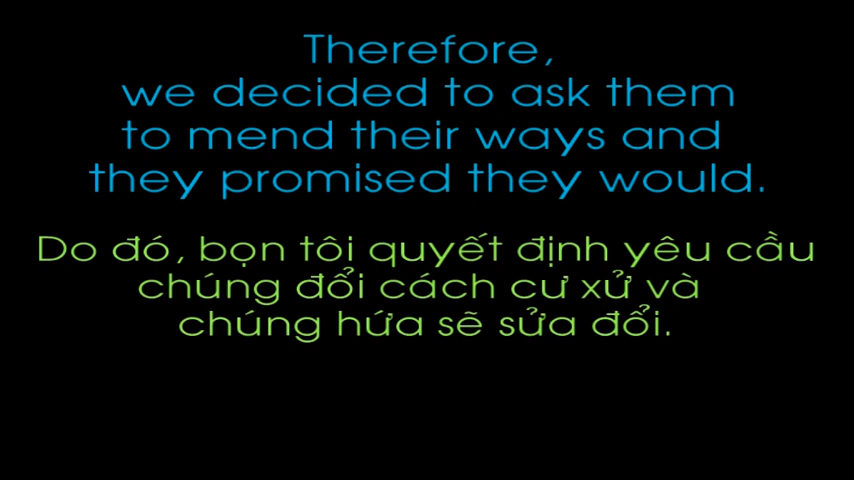 Therefore,
we decided to ask them
to mend their ways and
they promised they would.
Do đó, bọn tôi quyết định yêu cầu
chúng đổi cách cư xử và
chúng hứa sẽ sửa đổi.